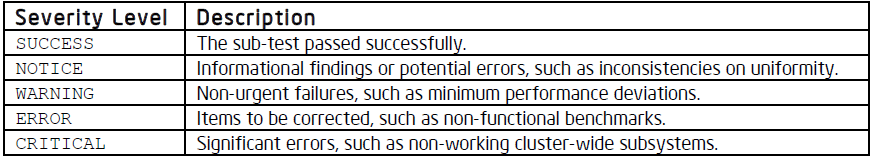 Severity Level Description
SUCCESS The sub-test passed successfully.
NOTICE Informational findings or potential errors, such as inconsistencies on uniformity.
WARNING Non-urgent failures, such as minimum performance deviations.
ERROR Items to be corrected, such as non-functional benchmarks.
CRITICAL Significant errors, such as non-working cluster-wide subsystems.